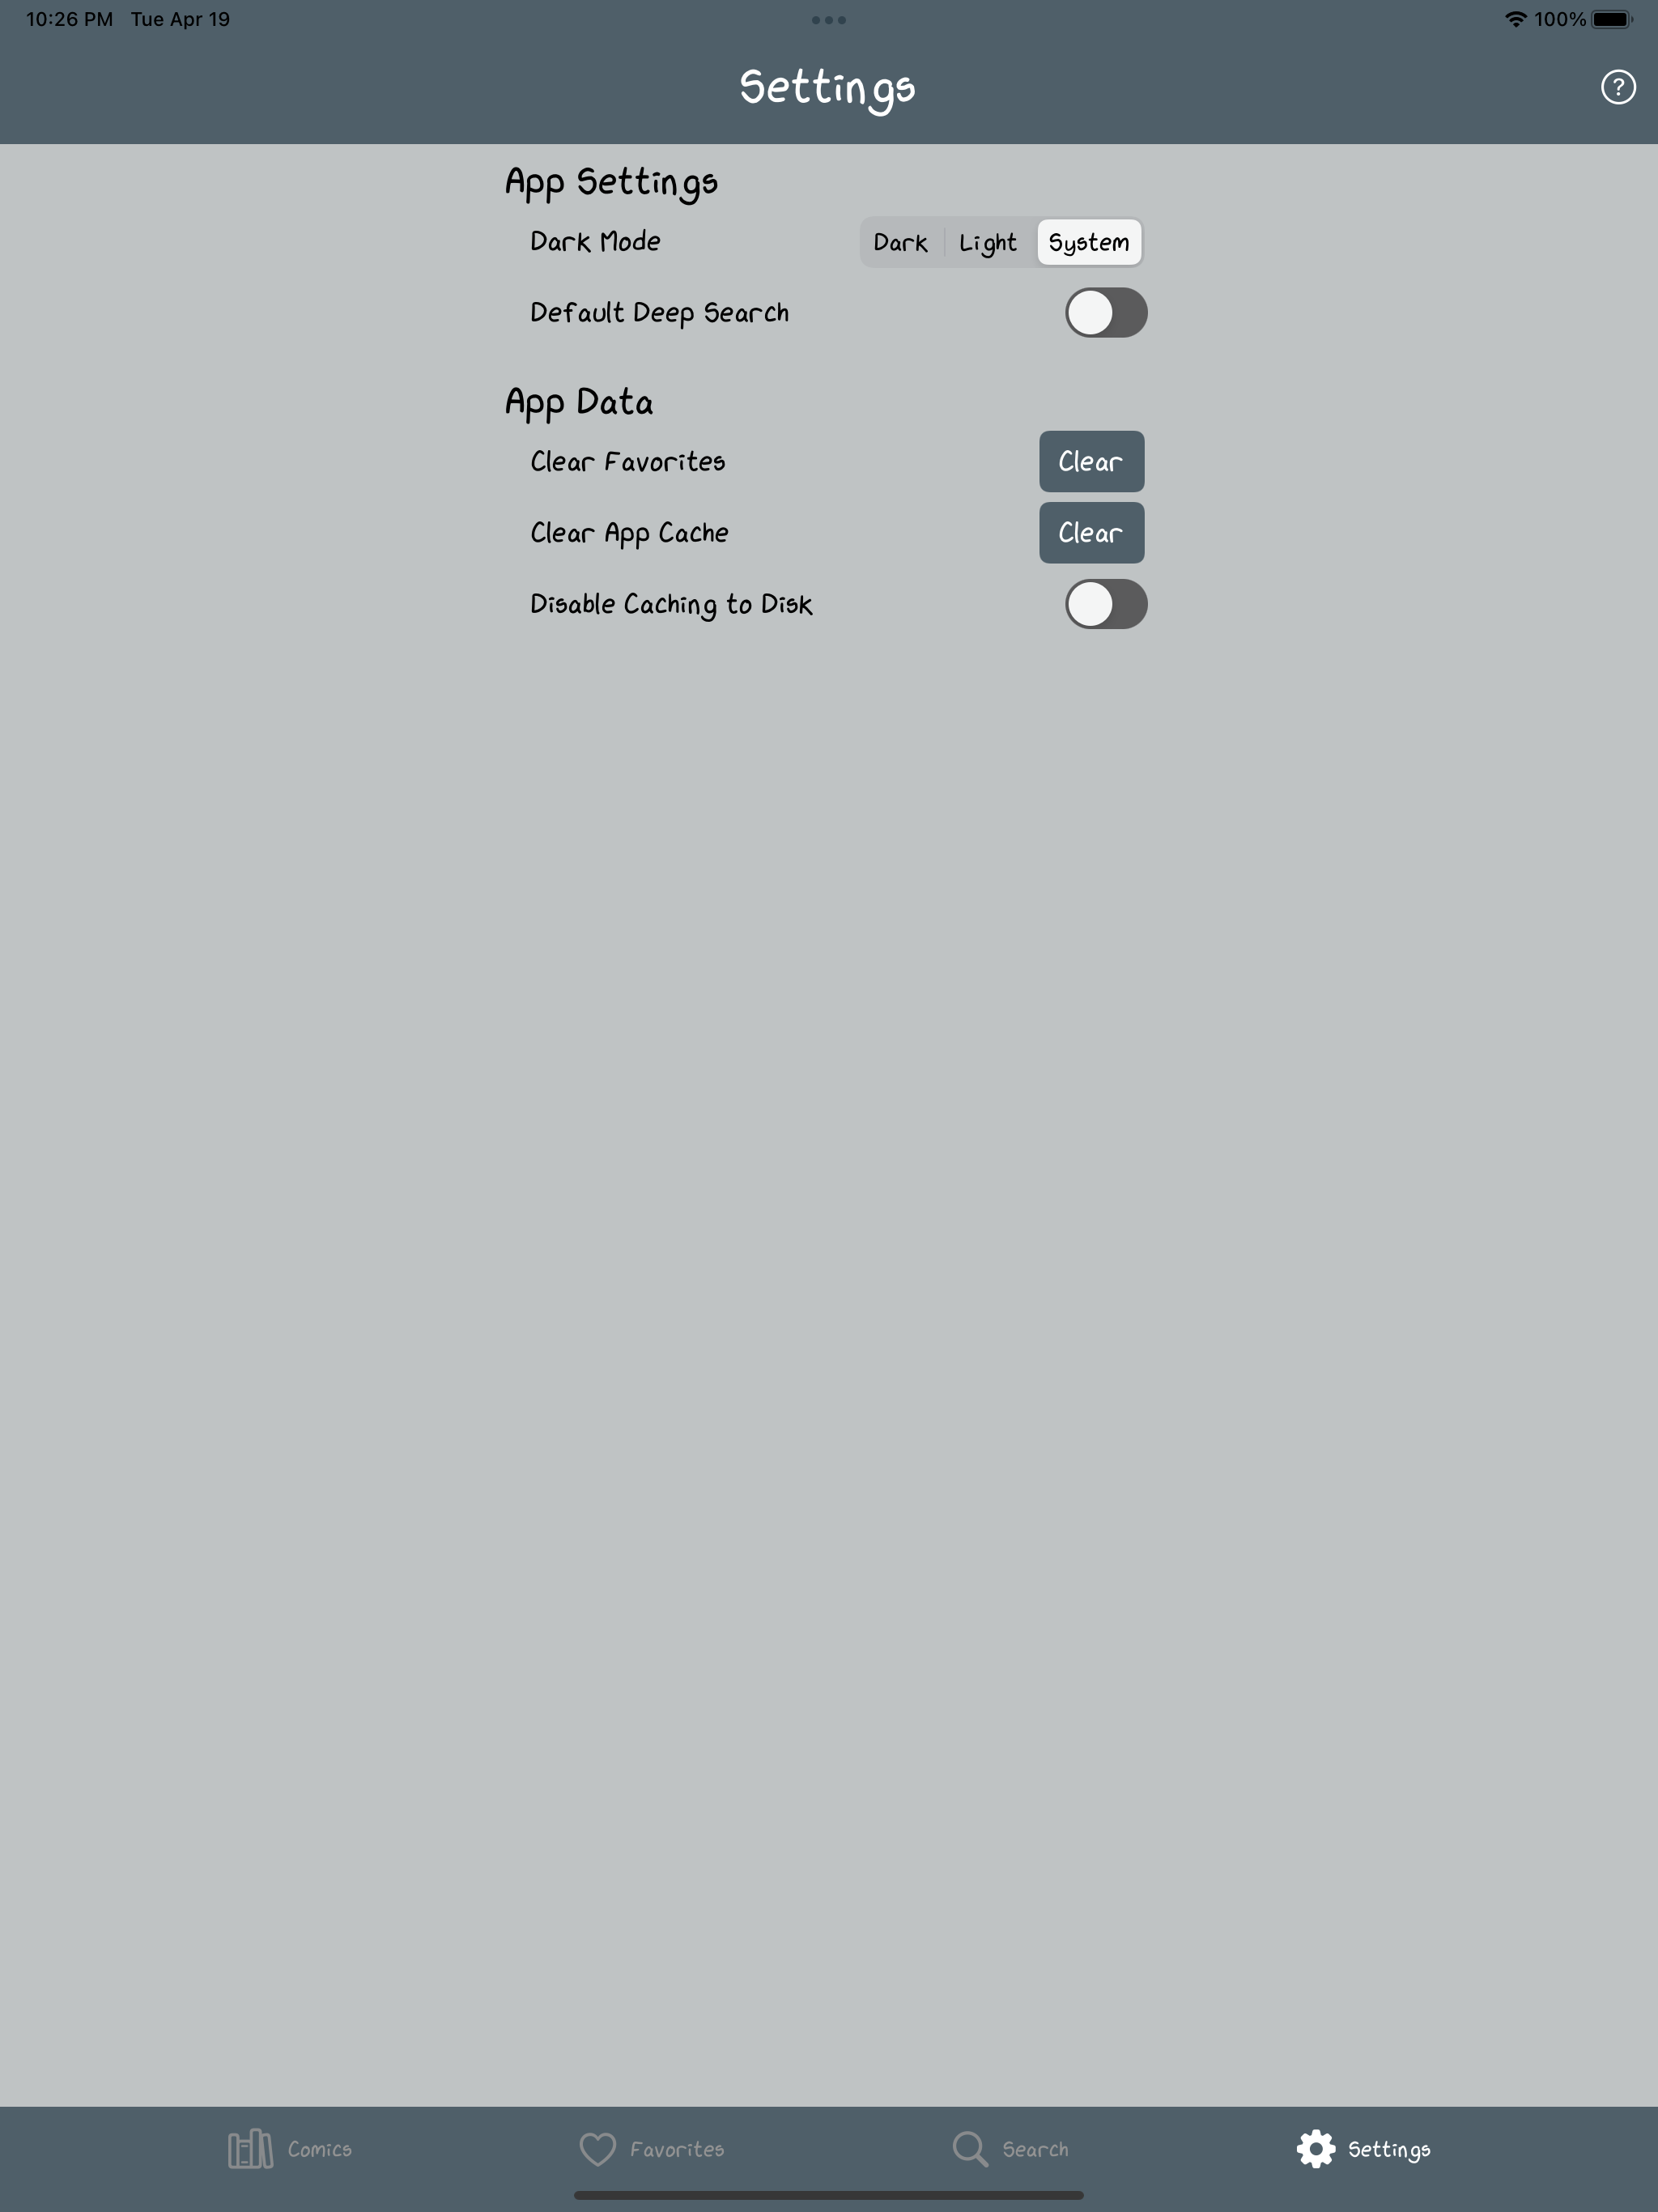 10:26 PM Tue Apr 19 100%
Settings ?
App Settings
Dark Mode Dark Light System
Default Deep Search
App Data
Clear Favorites Clear
Clear App Cache Clear
Disable Caching to Disk
Comics Favorites Search Settings